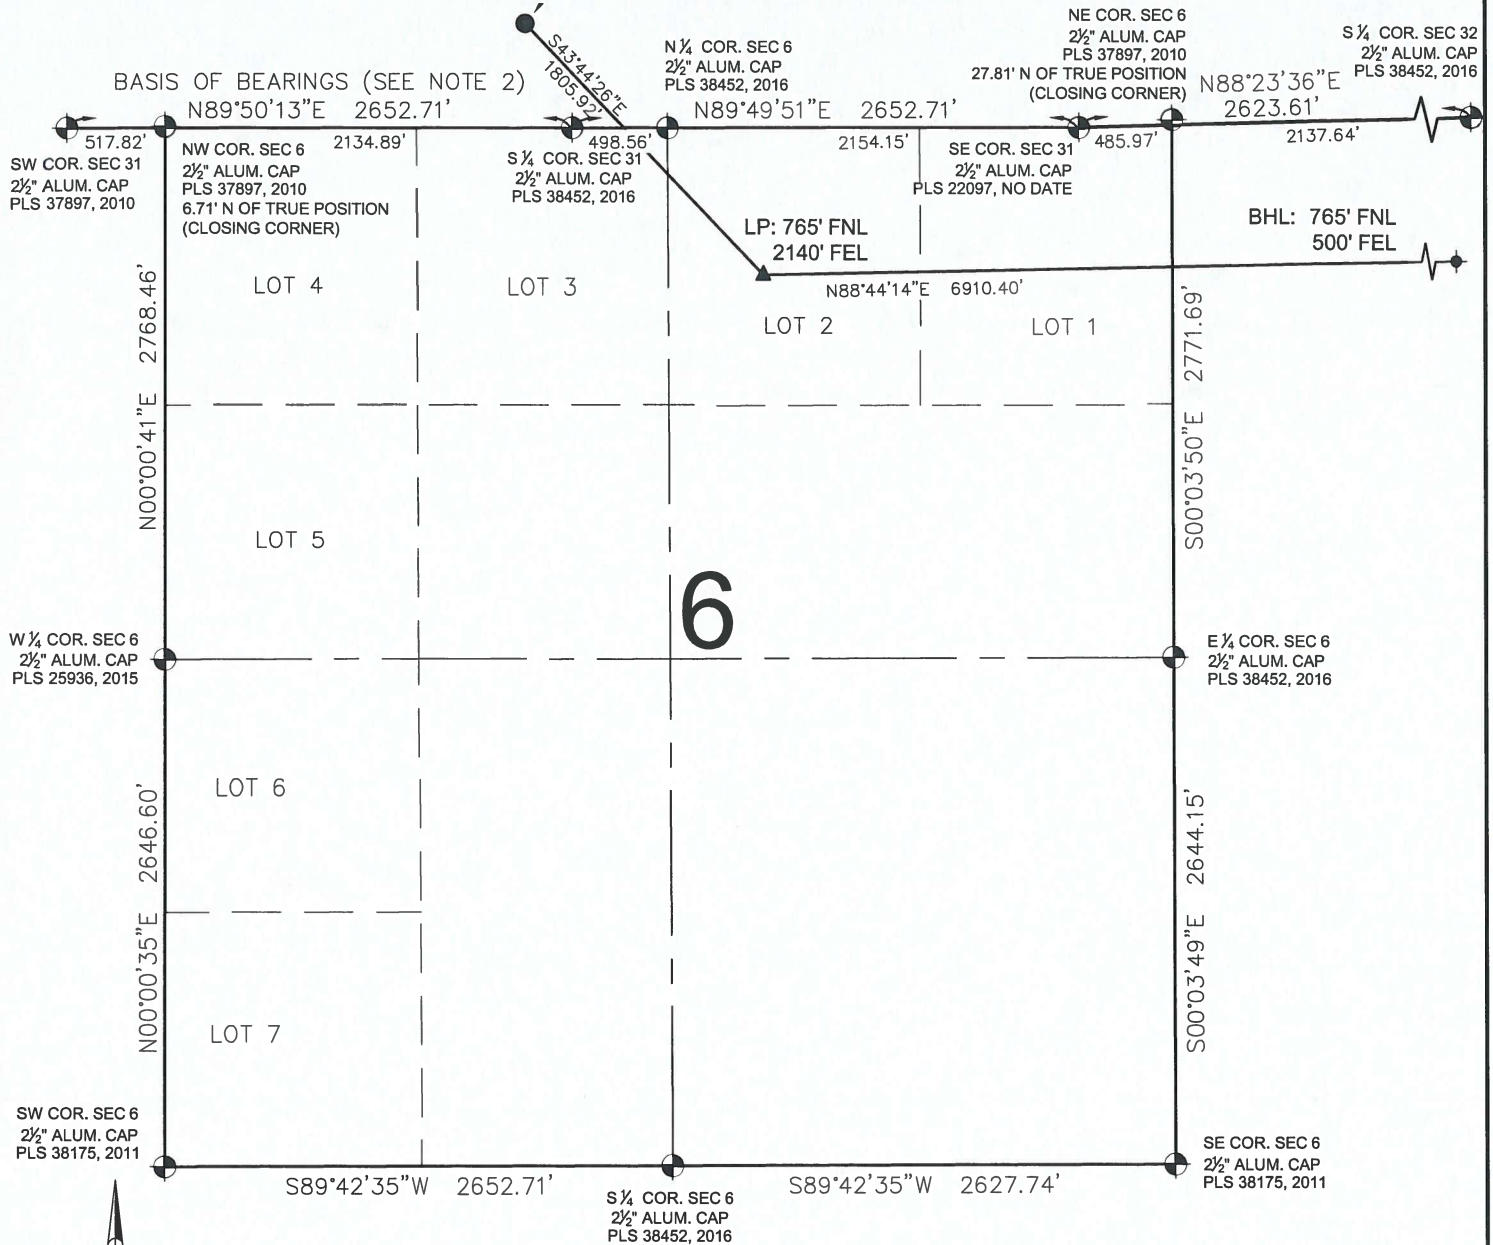 S43°44'26"E
1805.92'
NE COR. SEC 6
2½" ALUM. CAP
PLS 37897, 2010
27.81' N OF TRUE POSITION
(CLOSING CORNER)
S ¼ COR. SEC 32
2½" ALUM. CAP
PLS 38452, 2016
N ¼ COR. SEC 6
2½" ALUM. CAP
PLS 38452, 2016
BASIS OF BEARINGS (SEE NOTE 2)
N89°50'13"E 2652.71'
N89°49'51"E 2652.71'
N88°23'36"E
2623.61'
517.82'
2134.89'
498.56'
2154.15'
485.97'
2137.64'
SW COR. SEC 31
2½" ALUM. CAP
PLS 37897, 2010
NW COR. SEC 6
2½" ALUM. CAP
PLS 37897, 2010
6.71' N OF TRUE POSITION
(CLOSING CORNER)
S ¼ COR. SEC 31
2½" ALUM. CAP
PLS 38452, 2016
SE COR. SEC 31
2½" ALUM. CAP
PLS 22097, NO DATE
LP: 765' FNL
2140' FEL
BHL: 765' FNL
500' FEL
N88°44'14"E 6910.40'
LOT 4
LOT 3
LOT 2
LOT 1
N00°00'41"E 2768.46'
S00°03'50"E 2771.69'
LOT 5
6
W ¼ COR. SEC 6
2½" ALUM. CAP
PLS 25936, 2015
E ¼ COR. SEC 6
2½" ALUM. CAP
PLS 38452, 2016
LOT 6
N00°00'35"E 2646.60'
S00°03'49"E 2644.15'
LOT 7
SW COR. SEC 6
2½" ALUM. CAP
PLS 38175, 2011
SE COR. SEC 6
2½" ALUM. CAP
PLS 38175, 2011
S89°42'35"W 2652.71'
S89°42'35"W 2627.74'
S ¼ COR. SEC 6
2½" ALUM. CAP
PLS 38452, 2016